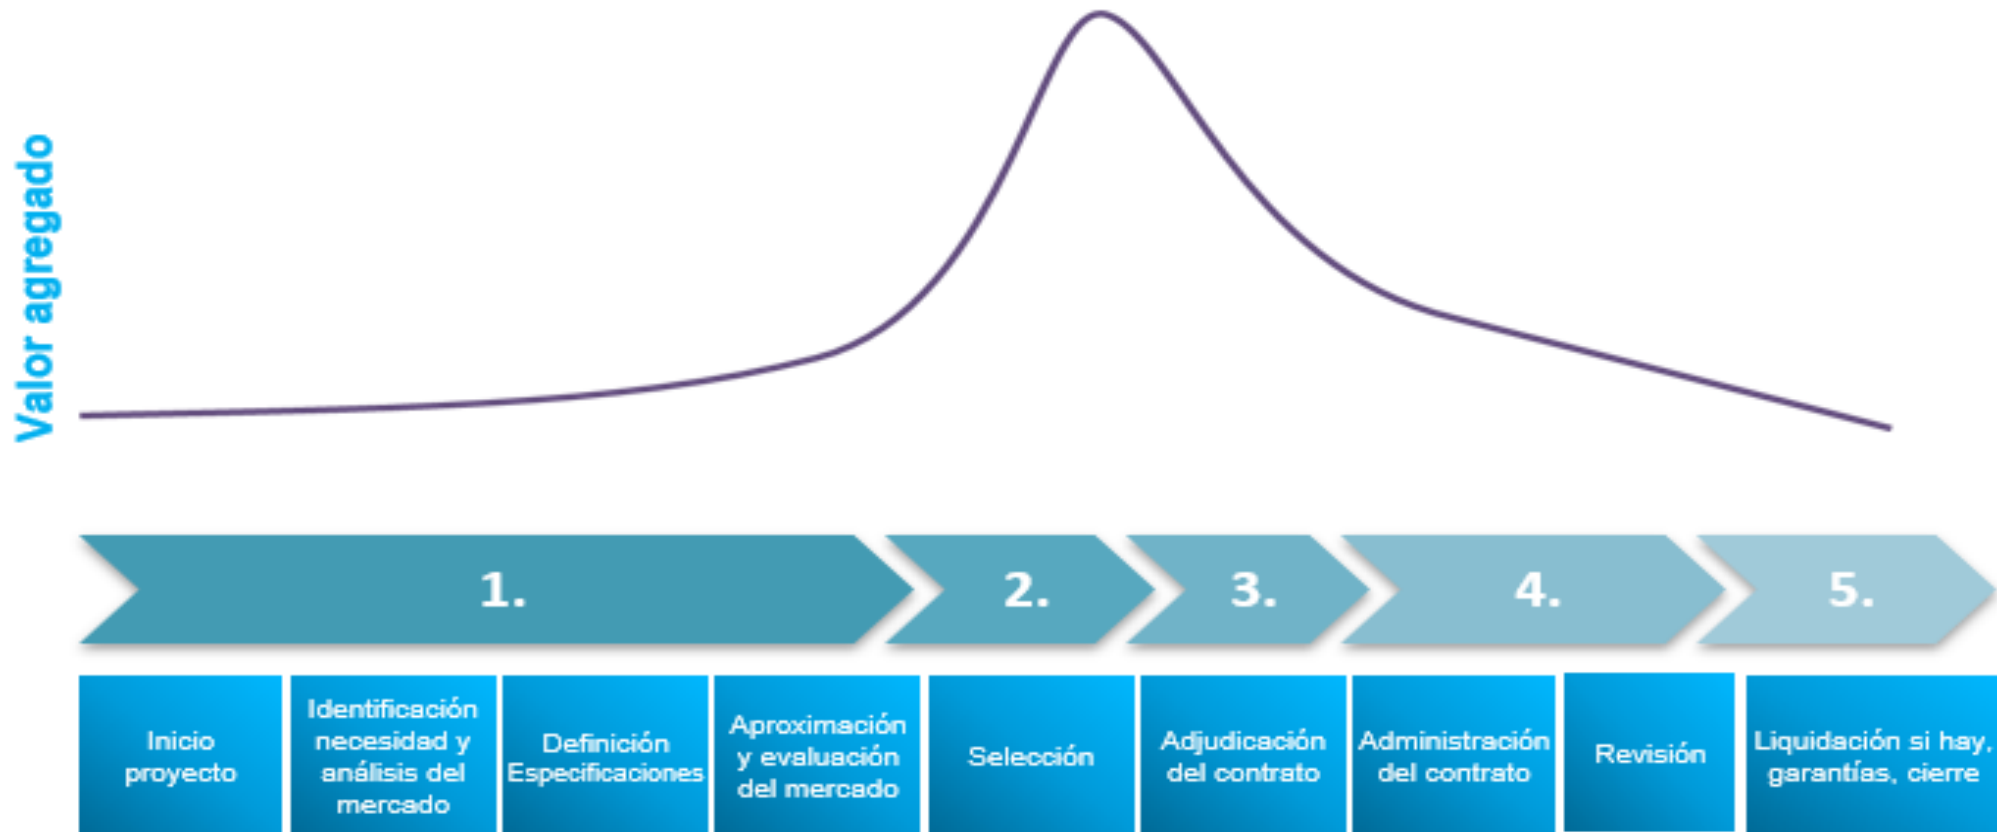 Valor agregado
1.
2.
3.
4.
5.
Inicio
proyecto
Identificación
necesidad y
análisis del
mercado
Definición
Especificaciones
Aproximación
y evaluación
del mercado
Selección
Adjudicación
del contrato
Administración
del contrato
Revisión
Liquidación si hay,
garantías, cierre